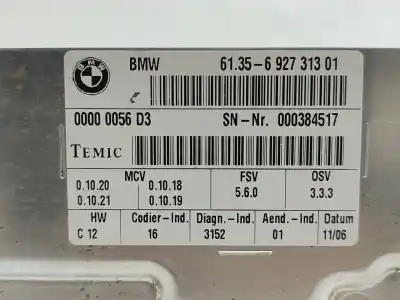 BMW
BMW 61.35-6 927 313 01
0000 0056 D3 SN-Nr. 000384517
TEMIC
MCV FSV OSV
0.10.20 0.10.18 5.6.0 3.3.3
0.10.21 0.10.19
HW Codier-Ind. Diagn.-Ind. Aend.-Ind. Datum
C 12 16 3152 01 11/06